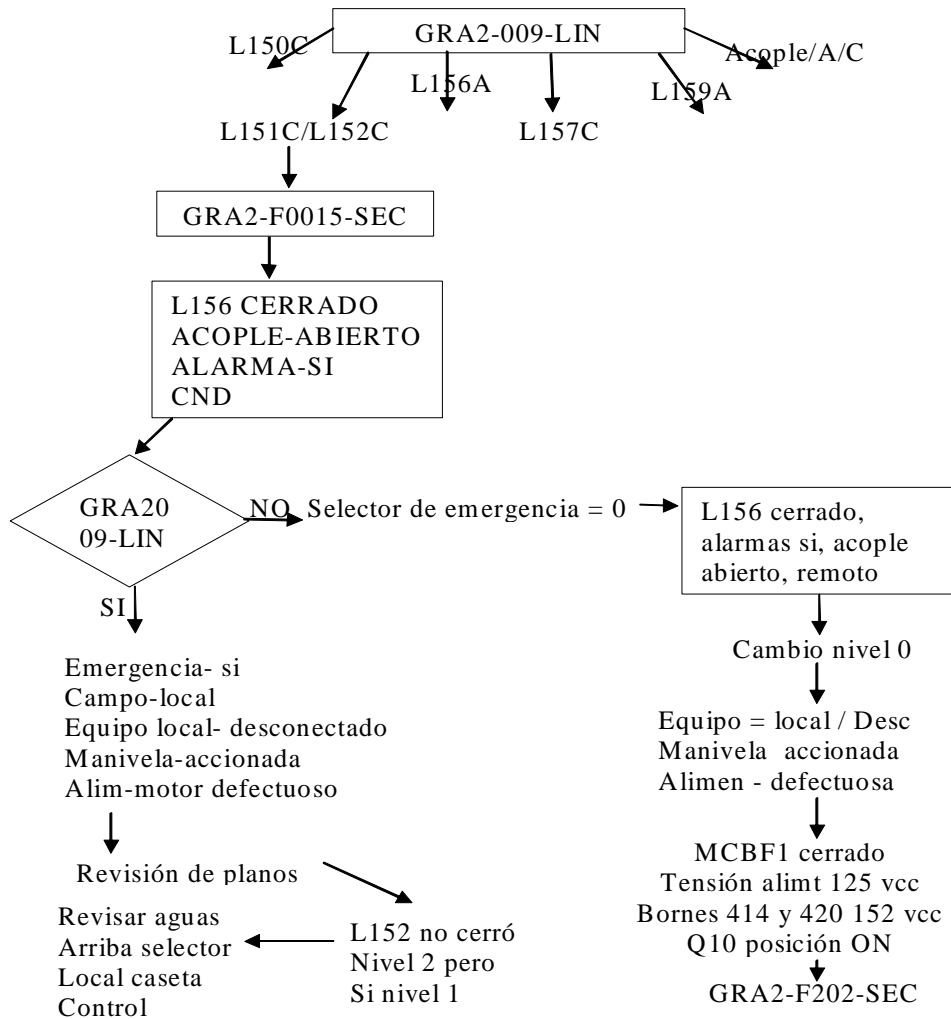 GRA2-009-LIN
L150C
Acople/A/C
L156A
L159A
L151C/L152C
L157C
GRA2-F0015-SEC
L156 CERRADO
ACOPLE-ABIERTO
ALARMA-SI
CND
GRA20
09-LIN
NO
Selector de emergencia = 0
L156 cerrado,
alarmas si, acople
abierto, remoto
SI
Emergencia- si
Campo-local
Equipo local- desconectado
Manivela-accionada
Alim-motor defectuoso
Cambio nivel 0
Equipo = local / Desc
Manivela accionada
Alimen - defectuosa
Revisión de planos
MCBF1 cerrado
Tensión alimt 125 vcc
Bornes 414 y 420 152 vcc
Q10 posición ON
Revisar aguas
Arriba selector
Local caseta
Control
L152 no cerró
Nivel 2 pero
Si nivel 1
GRA2-F202-SEC